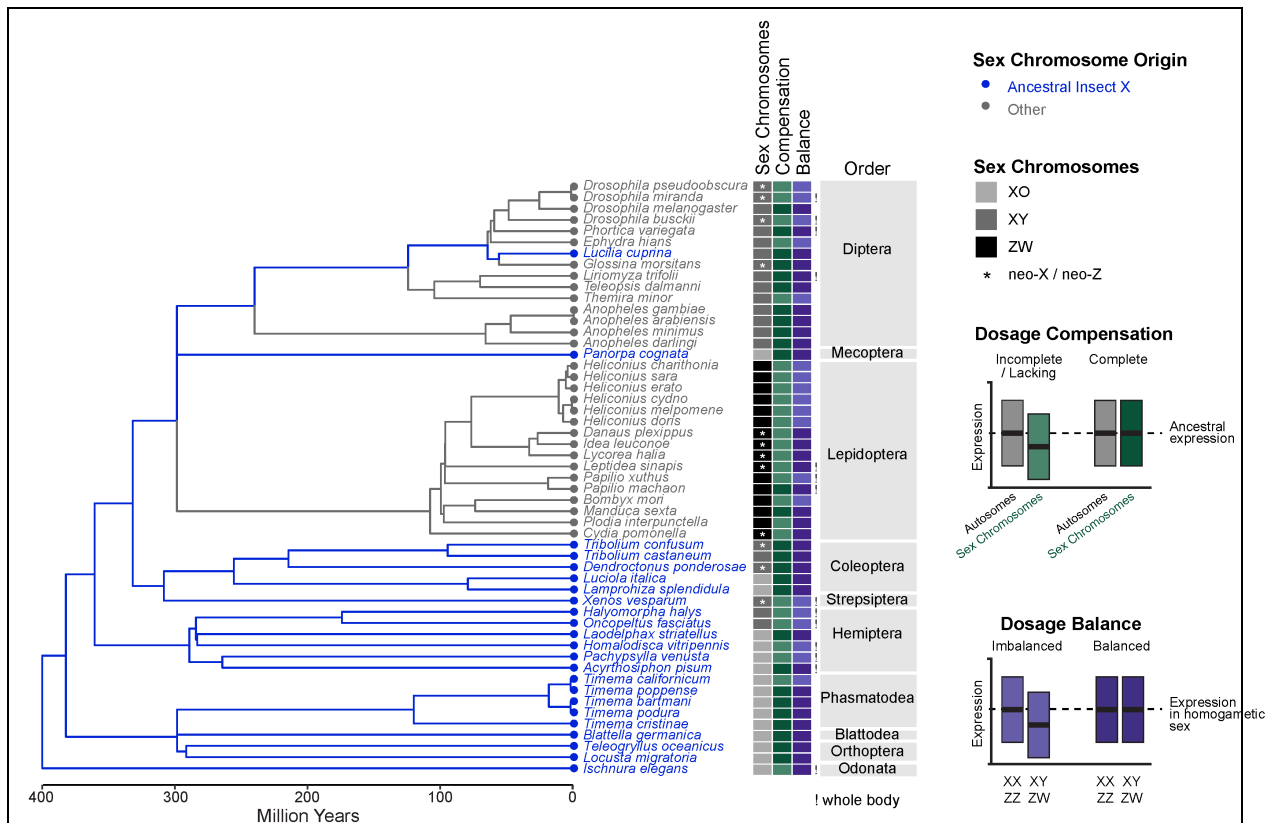 Sex Chromosomes
Compensation
Balance
Order
Drosophila pseudoobscura *
Drosophila miranda * !
Drosophila melanogaster
Drosophila busckii * !
Phortica variegata !
Ephydra hians
Lucilia cuprina
Glossina morsitans *
Liriomyza trifolii !
Teleopsis dalmanni
Themira minor
Anopheles gambiae
Anopheles arabiensis
Anopheles minimus
Anopheles darlingi
Diptera
Panorpa cognata
Mecoptera
Heliconius charithonia
Heliconius sara
Heliconius erato
Heliconius cydno
Heliconius melpomene
Heliconius doris
Danaus plexippus *
Idea leuconoe *
Lycorea halia *
Leptidea sinapis * !
Papilio xuthus !
Papilio machaon !
Bombyx mori
Manduca sexta
Plodia interpunctella
Cydia pomonella *
Lepidoptera
Tribolium confusum *
Tribolium castaneum
Dendroctonus ponderosae *
Luciola italica
Lamprohiza splendidula
Coleoptera
Xenos vesparum * !
Strepsiptera
Halyomorpha halys !
Oncopeltus fasciatus !
Laodelphax striatellus
Homalodisca vitripennis !
Pachypsylla venusta !
Acyrthosiphon pisum !
Hemiptera
Timema californicum
Timema poppense
Timema bartmani
Timema podura
Timema cristinae
Phasmatodea
Blattella germanica
Blattodea
Teleogryllus oceanicus
Locusta migratoria
Orthoptera
Ischnura elegans !
Odonata
400 300 200 100 0
Million Years
! whole body
Sex Chromosome Origin
Ancestral Insect X
Other
Sex Chromosomes
XO
XY
ZW
* neo-X / neo-Z
Dosage Compensation
Incomplete
/ Lacking
Complete
Expression
Ancestral
expression
Autosomes
Sex Chromosomes
Autosomes
Sex Chromosomes
Dosage Balance
Imbalanced
Balanced
Expression
Expression
in homogametic
sex
XX XY XX XY
ZZ ZW ZZ ZW